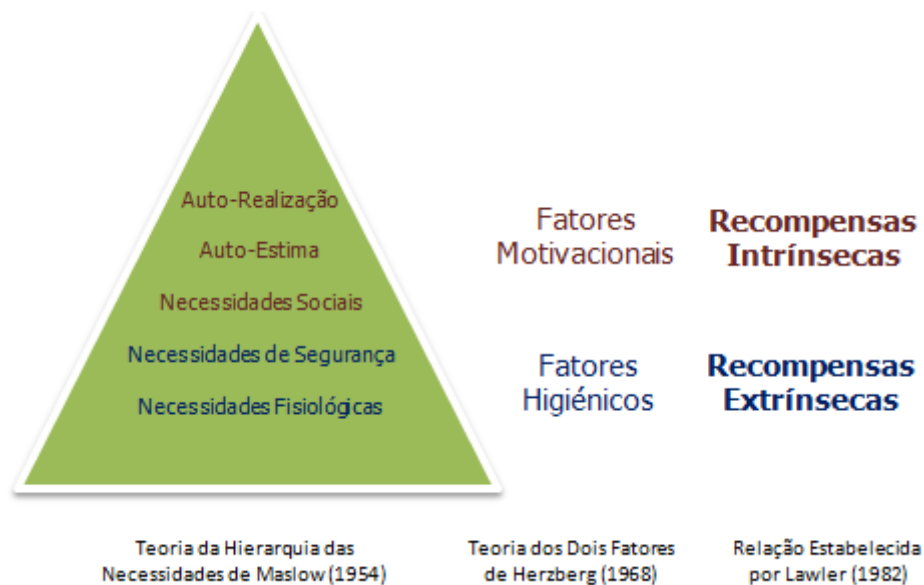 Auto-Realização
Auto-Estima
Necessidades Sociais
Necessidades de Segurança
Necessidades Fisiológicas
Fatores
Motivacionais
Recompensas
Intrínsecas
Fatores
Higiénicos
Recompensas
Extrínsecas
Teoria da Hierarquia das
Necessidades de Maslow (1954)
Teoria dos Dois Fatores
de Herzberg (1968)
Relação Estabelecida
por Lawler (1982)